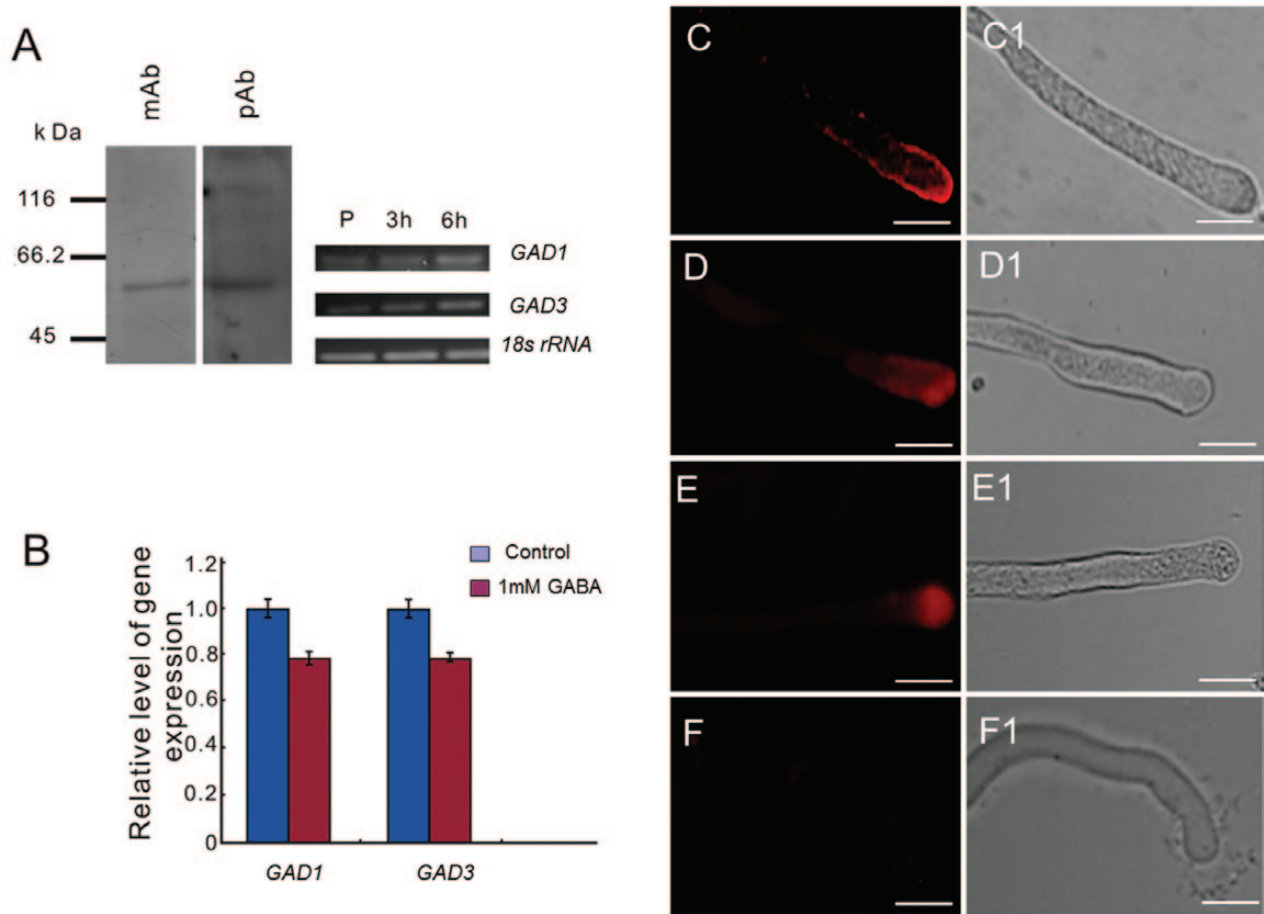 A
mAb
pAb
k Da
116
66.2
45
P 3h 6h
GAD1
GAD3
18s rRNA
B
Relative level of gene
expression
1.2
1.0
0.8
0.6
0.4
0.2
0
Control
1mM GABA
GAD1
GAD3
C
C1
D
D1
E
E1
F
F1